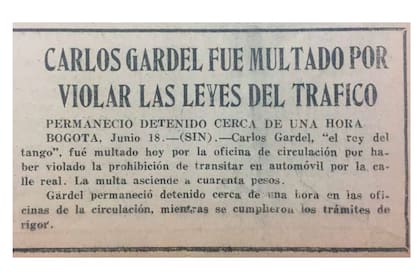 CARLOS GARDEL FUE MULTADO POR
VIOLAR LAS LEYES DEL TRAFICO
PERMANECIO DETENIDO CERCA DE UNA HORA
BOGOTA, Junio 18.—(SIN).—Carlos Gardel, "el rey del
tango", fué multado hoy por la oficina de circulación por ha-
ber violado la prohibición de transitar en automóvil por la ca-
lle real. La multa asciende a cuarenta pesos.
Gardel permaneció detenido cerca de una hora en las ofi-
cinas de la circulación, mientras se cumplieron los trámites de
rigor.